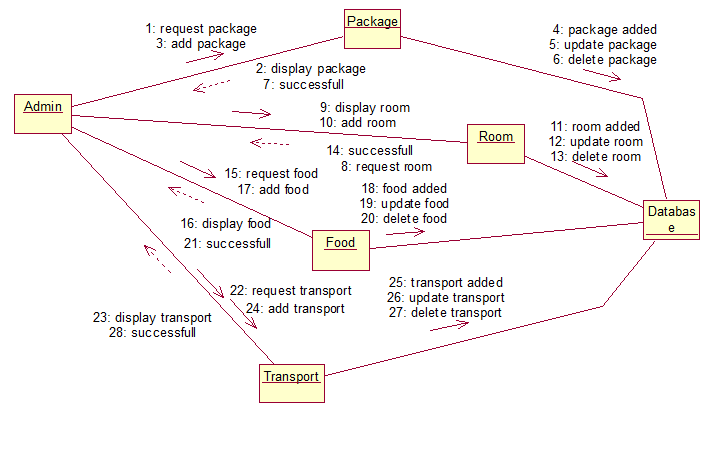 Package
1: request package
3: add package
4: package added
5: update package
6: delete package
2: display package
7: successfull
Admin
9: display room
10: add room
Room
11: room added
12: update room
13: delete room
14: successfull
8: request room
15: request food
17: add food
18: food added
19: update food
20: delete food
Databas
e
16: display food
21: successfull
Food
22: request transport
24: add transport
25: transport added
26: update transport
27: delete transport
23: display transport
28: successfull
Transport